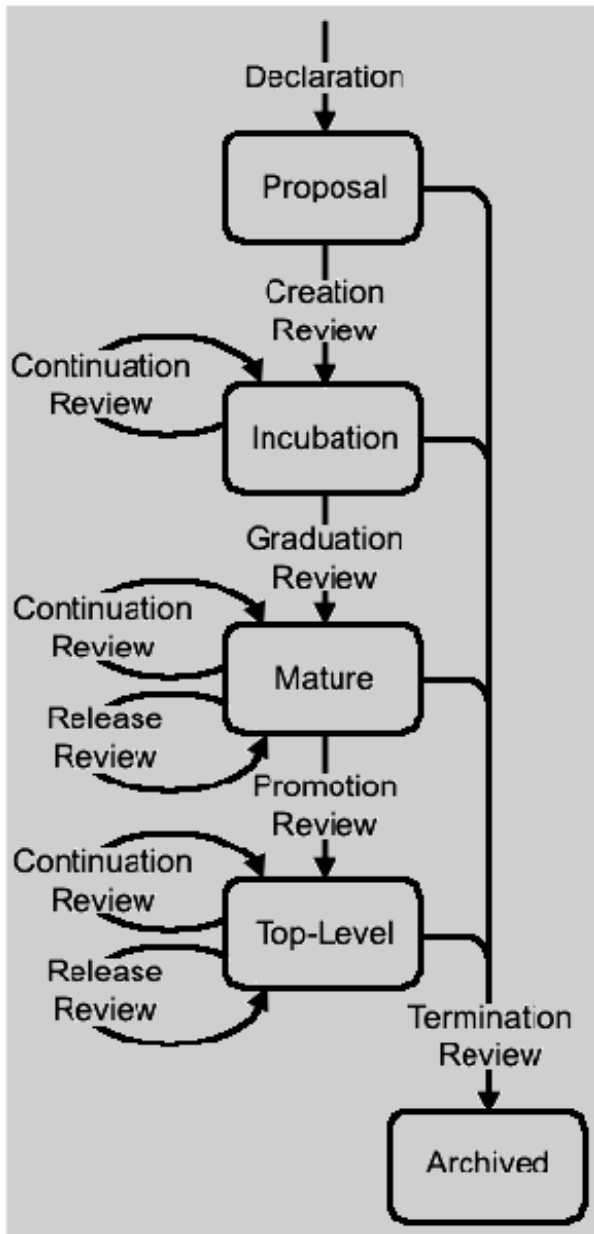 Declaration
Proposal
Creation
Review
Continuation
Review
Incubation
Graduation
Review
Continuation
Review
Mature
Release
Review
Promotion
Review
Continuation
Review
Top-Level
Release
Review
Termination
Review
Archived